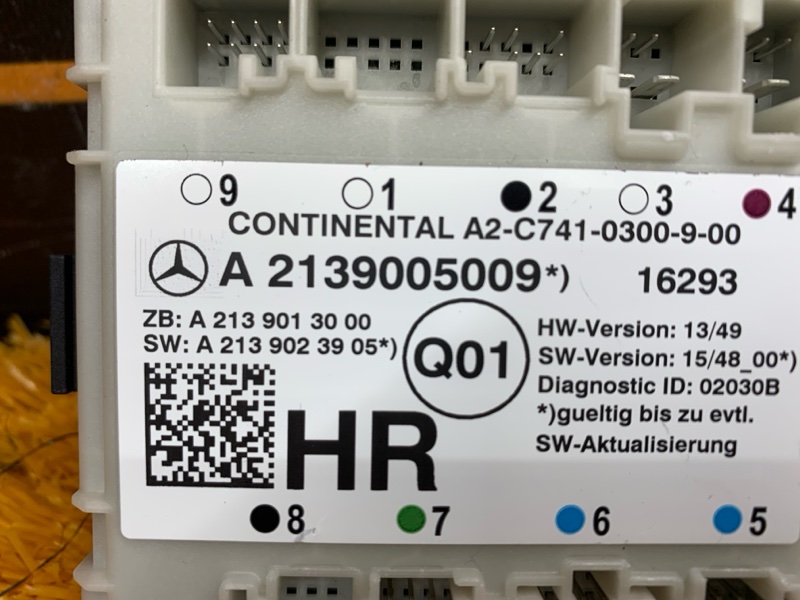 9 1 2 3 4
CONTINENTAL A2-C741-0300-9-00
A 2139005009*) 16293
ZB: A 213 901 30 00
SW: A 213 902 39 05*)
Q01
HW-Version: 13/49
SW-Version: 15/48_00*)
Diagnostic ID: 02030B
*)gueltig bis zu evtl.
SW-Aktualisierung
HR
8 7 6 5